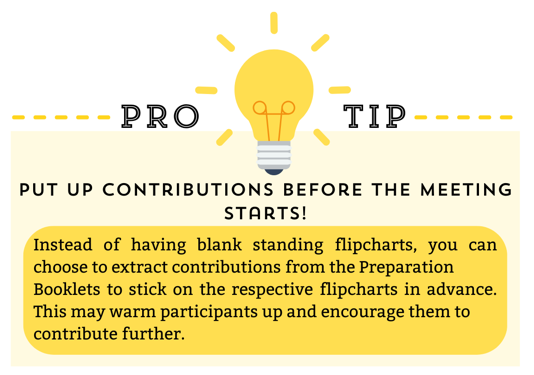 PRO TIP
PUT UP CONTRIBUTIONS BEFORE THE MEETING
STARTS!
Instead of having blank standing flipcharts, you can
choose to extract contributions from the Preparation
Booklets to stick on the respective flipcharts in advance.
This may warm participants up and encourage them to
contribute further.